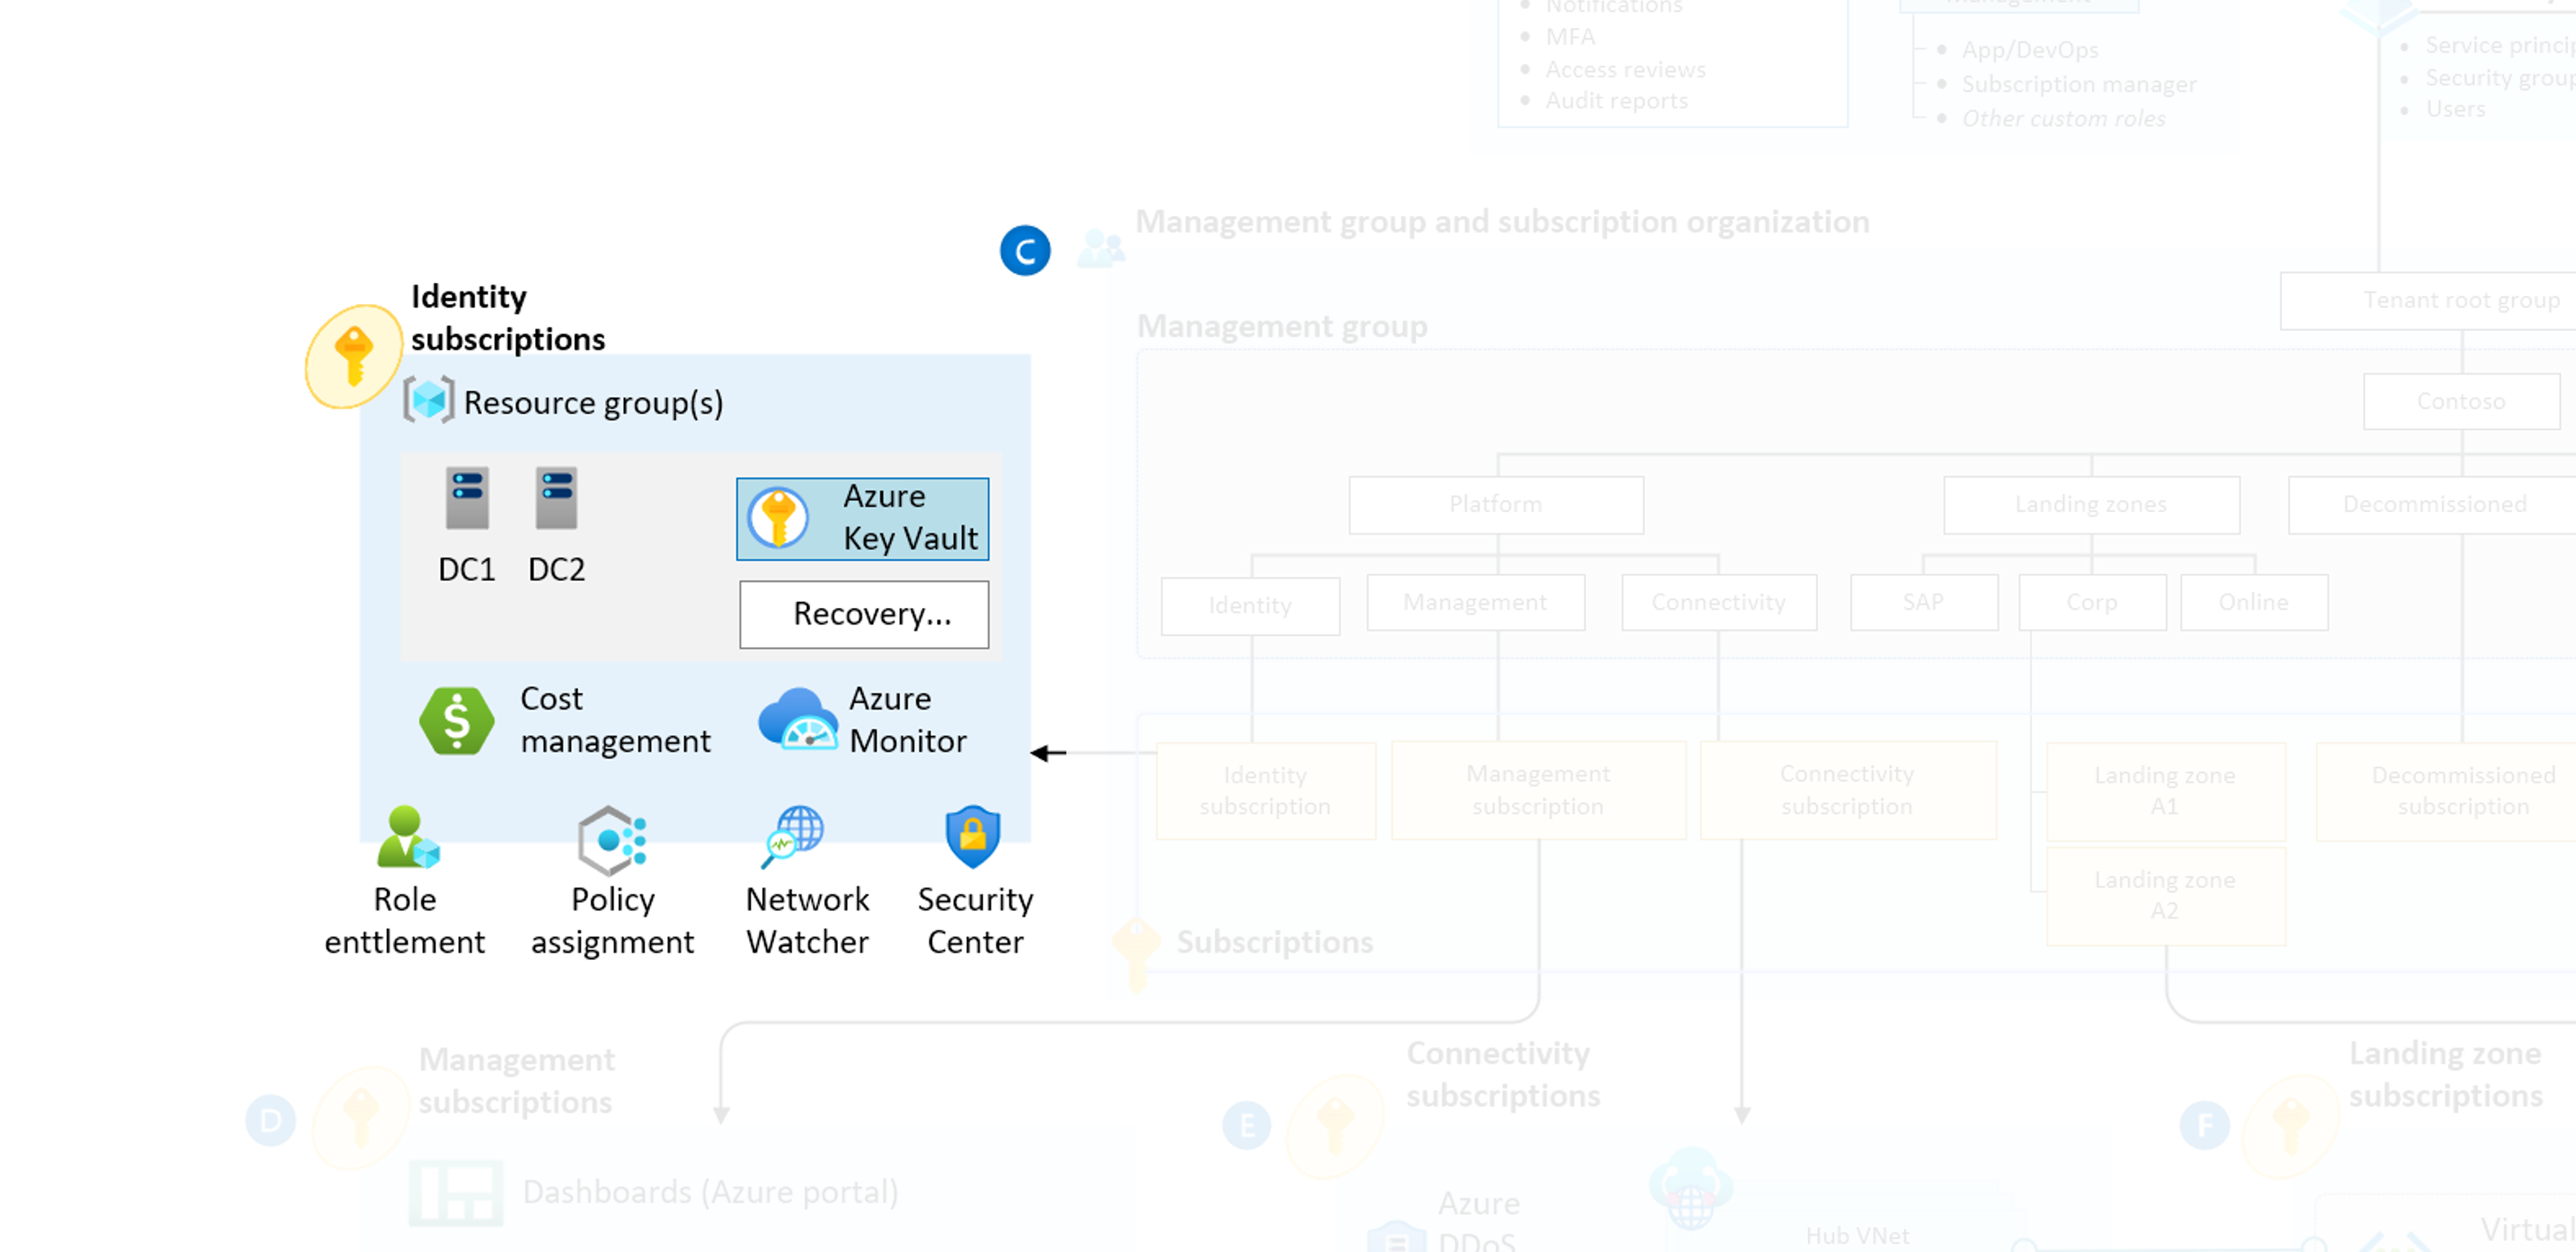 Notifications
MFA
Access reviews
Audit reports
App/DevOps
Subscription manager
Other custom roles
Service princip
Security group
Users
C
Management group and subscription organization
Identity
subscriptions
Resource group(s)
DC1
DC2
Azure
Key Vault
Recovery...
Cost
management
Azure
Monitor
Role
enttlement
Policy
assignment
Network
Watcher
Security
Center
Management group
Tenant root group
Contoso
Platform
Landing zones
Decommissioned
Identity
Management
Connectivity
SAP
Corp
Online
Identity
subscription
Management
subscription
Connectivity
subscription
Landing zone
A1
Decommissioned
subscription
Landing zone
A2
Subscriptions
D
Management
subscriptions
Dashboards (Azure portal)
E
Connectivity
subscriptions
Azure
DDoS
Hub VNet
F
Landing zone
subscriptions
Virtual